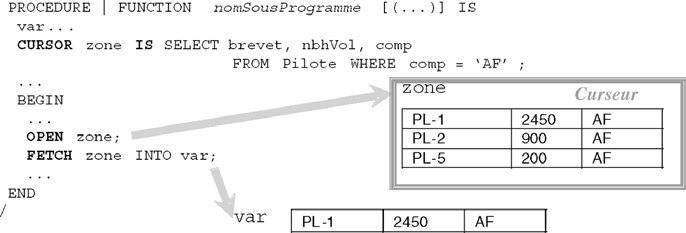 PROCEDURE | FUNCTION nomSousProgramme [(...)] IS
var...
CURSOR zone IS SELECT brevet, nbhVol, comp
FROM Pilote WHERE comp = ‘AF’ ;
...
BEGIN
...
OPEN zone;
FETCH zone INTO var;
...
END
/
zone Curseur
PL-1 2450 AF
PL-2 900 AF
PL-5 200 AF
var PL-1 2450 AF